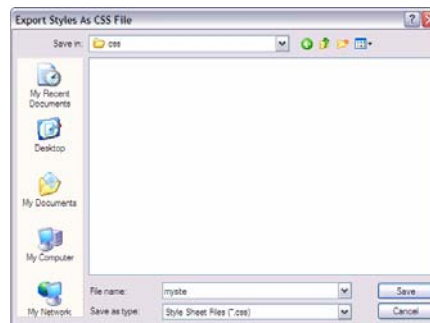 Export Styles As CSS File
Save in:
css
My Recent
Documents
Desktop
My Documents
My Computer
My Network
File name:
mysite
Save
Save as type:
Style Sheet Files (*.css)
Cancel